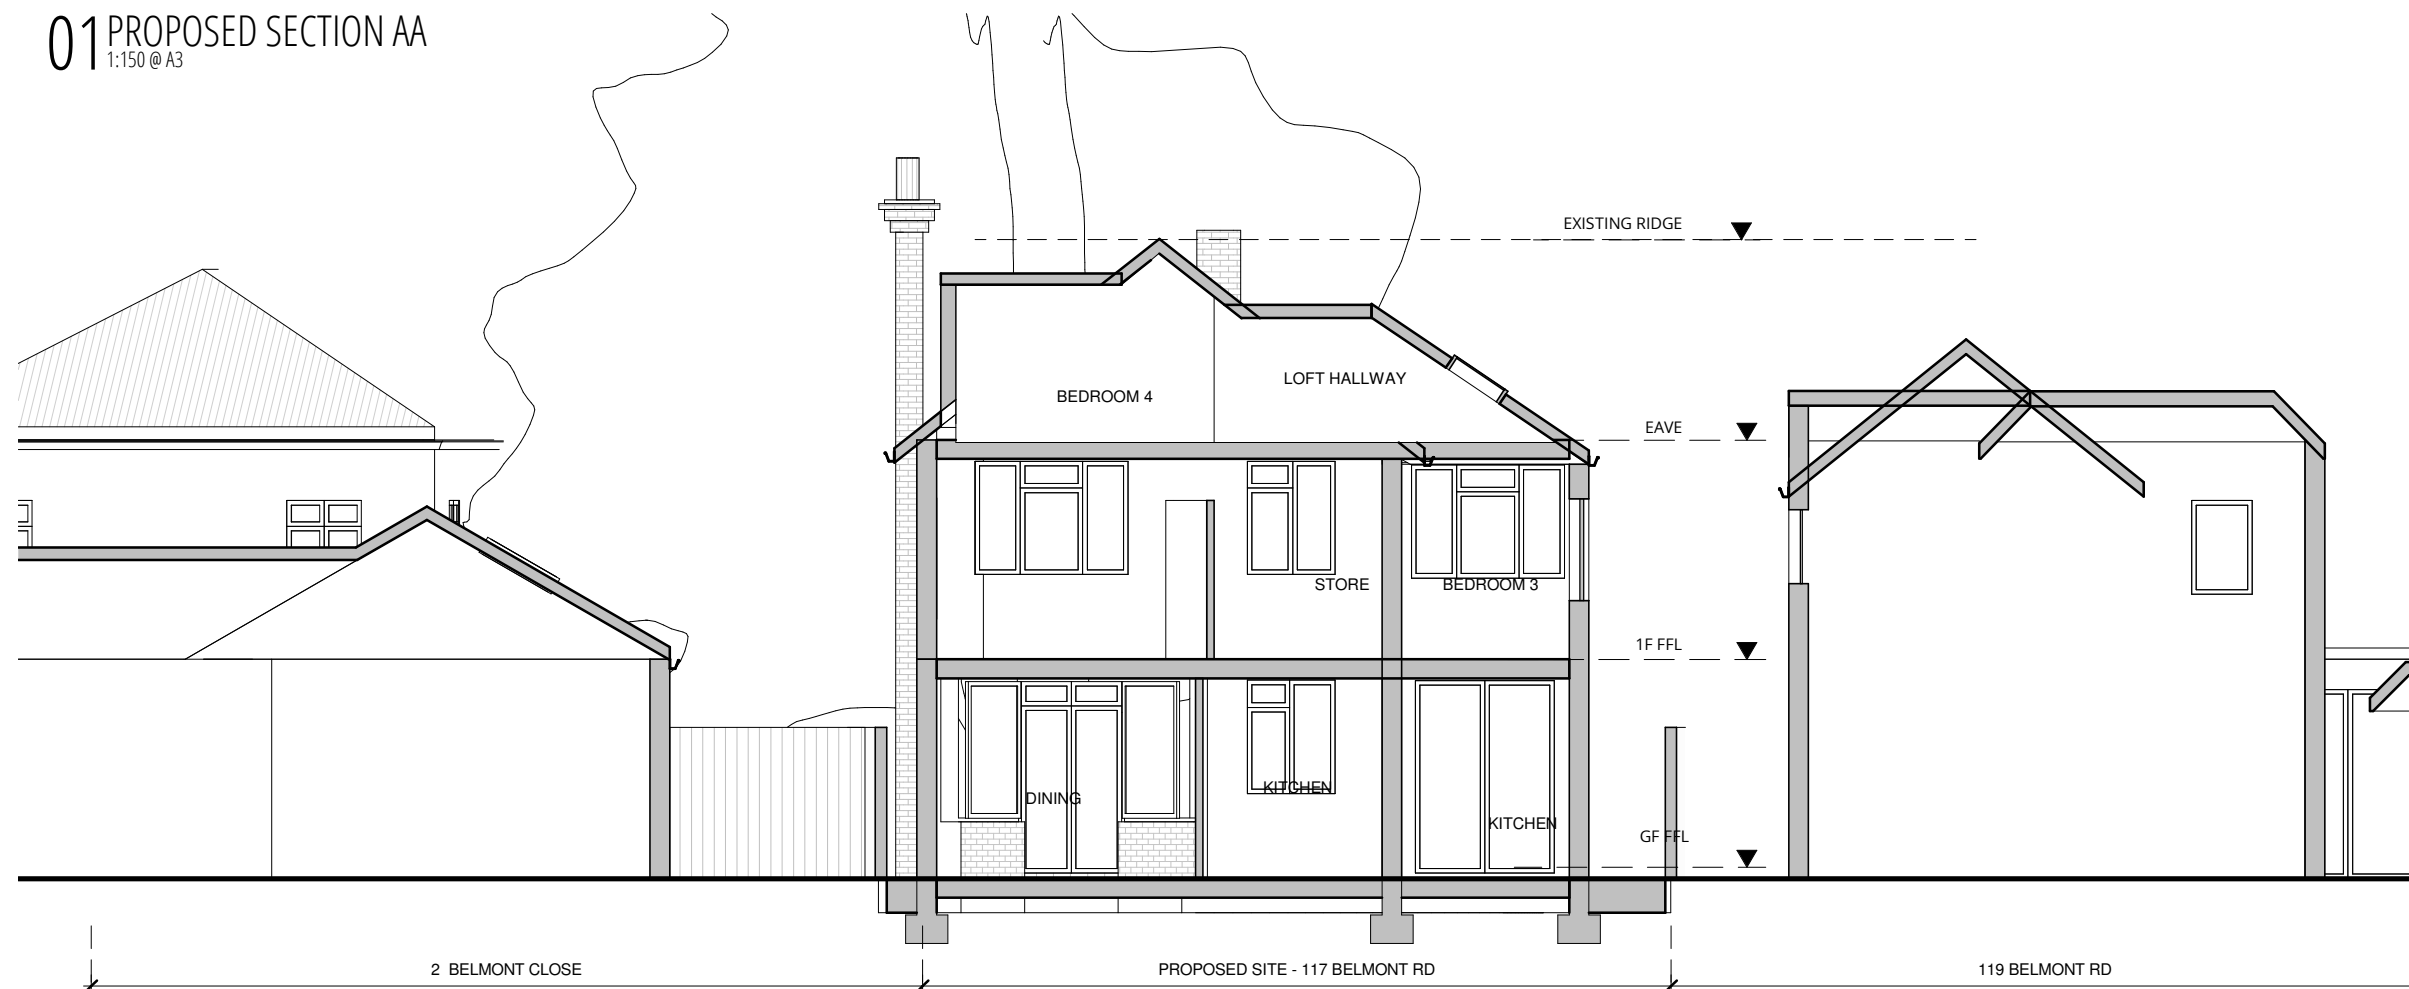 01 PROPOSED SECTION AA
1:150 @ A3
EXISTING RIDGE
LOFT HALLWAY
BEDROOM 4
EAVE
STORE
BEDROOM 3
1F FFL
KITCHEN
DINING
KITCHEN
GF FFL
2 BELMONT CLOSE
PROPOSED SITE - 117 BELMONT RD
119 BELMONT RD